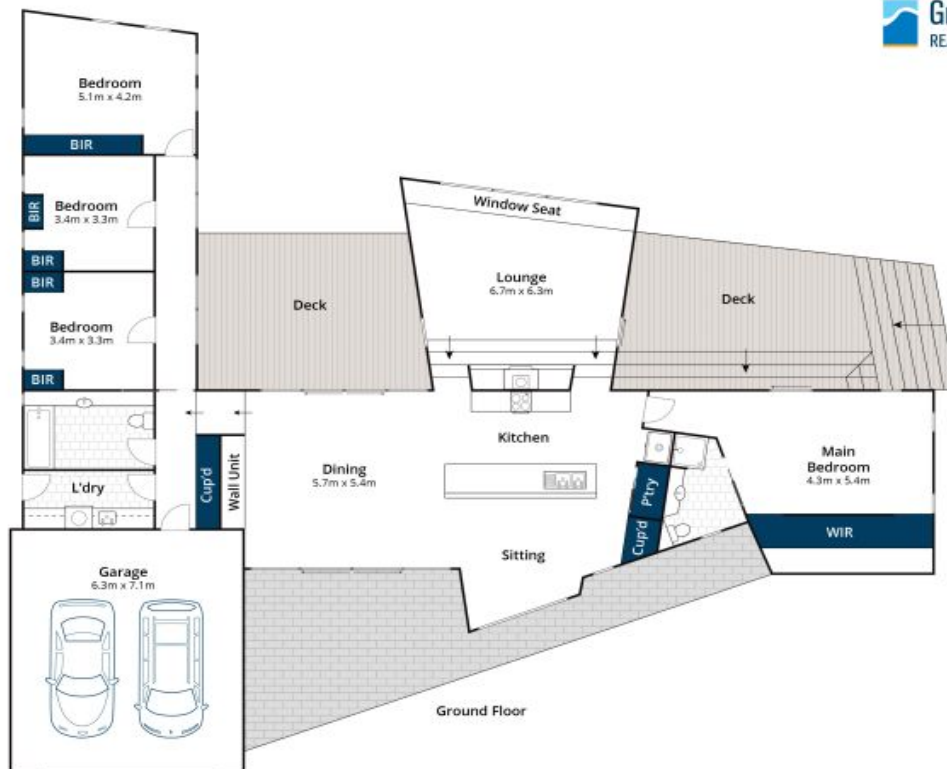 Bedroom
5.1m x 4.2m
BIR
Bedroom
3.4m x 3.3m
BIR
BIR
BIR
Bedroom
3.4m x 3.3m
BIR
Deck
Window Seat
Lounge
6.7m x 6.3m
Deck
L'dry
Cup'd
Wall Unit
Dining
5.7m x 5.4m
Kitchen
Sitting
P'try
Cup'd
Main
Bedroom
4.3m x 5.4m
WIR
Garage
6.3m x 7.1m
Ground Floor